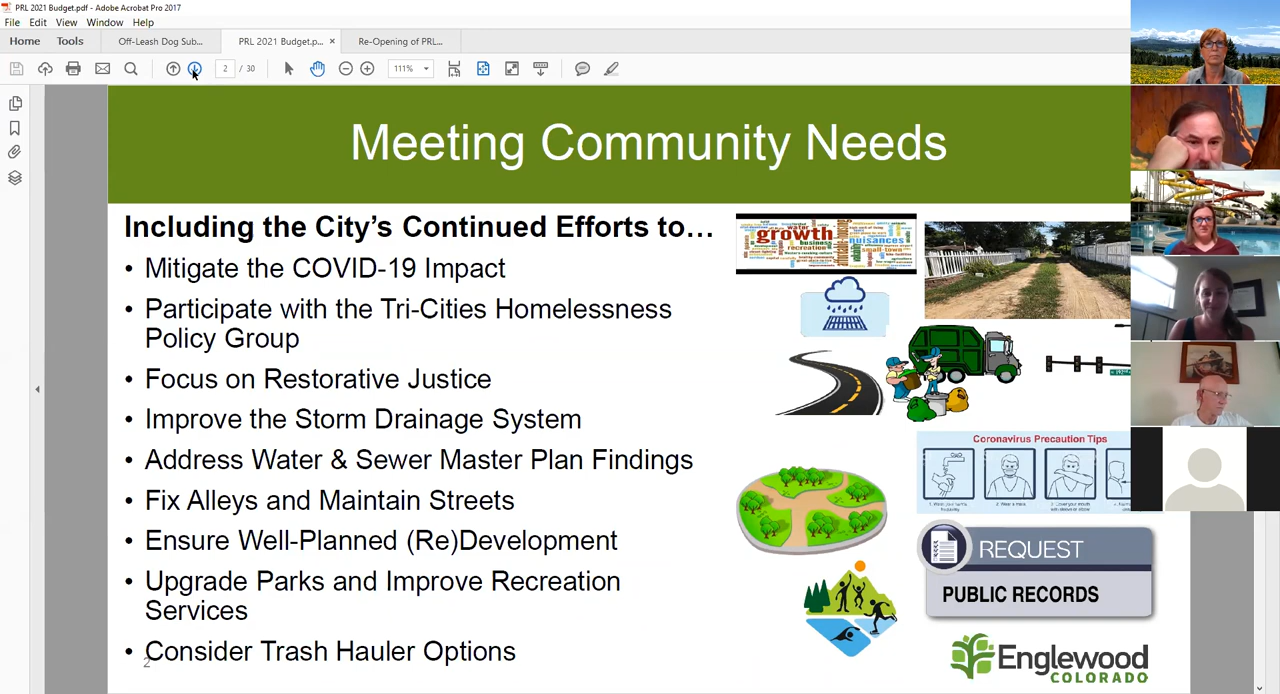 PRL 2021 Budget.pdf - Adobe Acrobat Pro 2017
File Edit View Window Help
Home Tools Off-Leash Dog Sub... PRL 2021 Budget.p... × Re-Opening of PRL...
2 / 30 111%
Meeting Community Needs
Including the City's Continued Efforts to...
• Mitigate the COVID-19 Impact
• Participate with the Tri-Cities Homelessness
Policy Group
• Focus on Restorative Justice
• Improve the Storm Drainage System
• Address Water & Sewer Master Plan Findings
• Fix Alleys and Maintain Streets
• Ensure Well-Planned (Re)Development
• Upgrade Parks and Improve Recreation
Services
• Consider Trash Hauler Options
2
growth
water
business
recreation
nuisances
small-town
Coronavirus Precaution Tips
REQUEST
PUBLIC RECORDS
Englewood
COLORADO